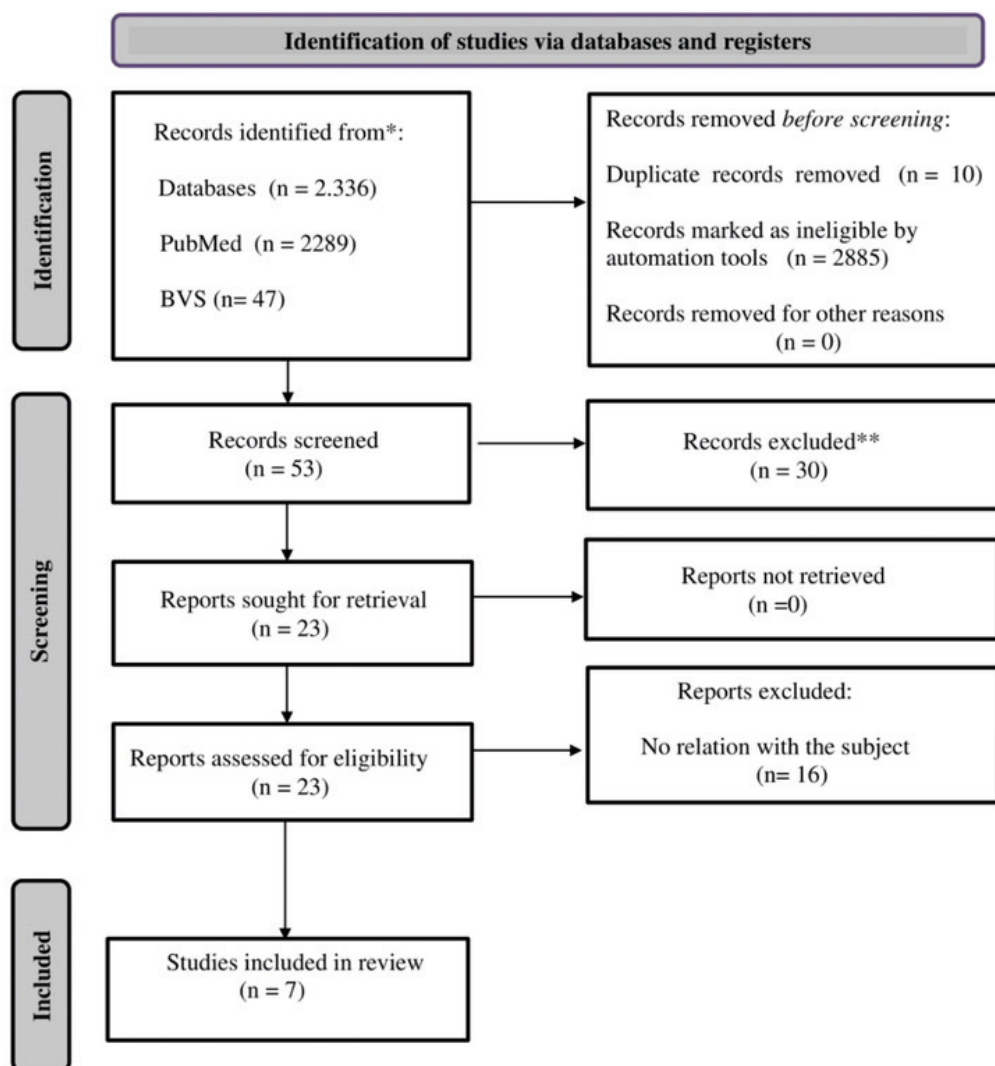 Identification of studies via databases and registers
Identification
Records identified from*:
Databases (n = 2.336)
PubMed (n = 2289)
BVS (n= 47)
Records removed before screening:
Duplicate records removed (n = 10)
Records marked as ineligible by
automation tools (n = 2885)
Records removed for other reasons
(n = 0)
Screening
Records screened
(n = 53)
Records excluded**
(n = 30)
Reports sought for retrieval
(n = 23)
Reports not retrieved
(n =0)
Reports assessed for eligibility
(n = 23)
Reports excluded:
No relation with the subject
(n= 16)
Included
Studies included in review
(n = 7)